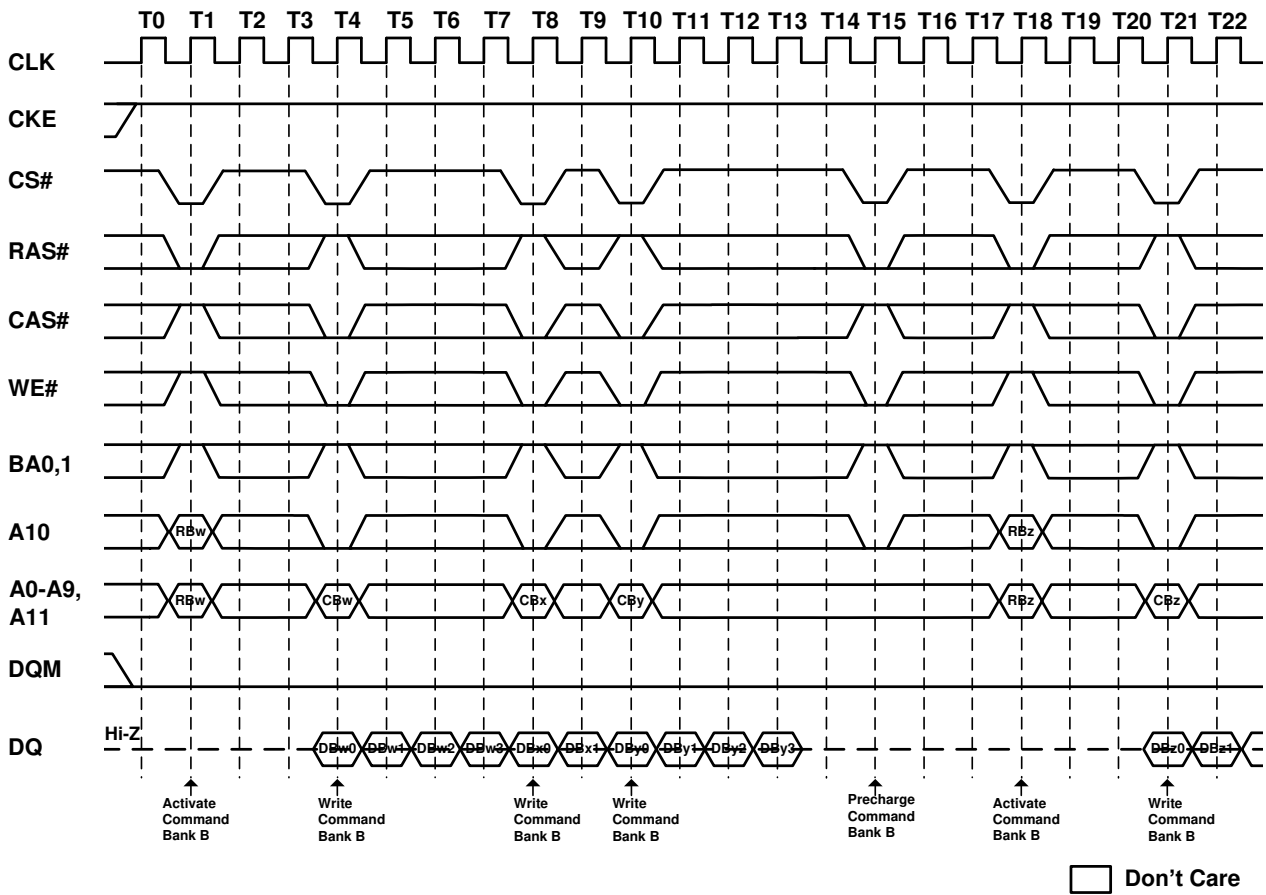 T0 T1 T2 T3 T4 T5 T6 T7 T8 T9 T10 T11 T12 T13 T14 T15 T16 T17 T18 T19 T20 T21 T22
CLK
CKE
CS#
RAS#
CAS#
WE#
BA0,1
A10
RBw
RBz
A0-A9,
A11
RBw
CBw
CBx
CBy
RBz
CBz
DQM
DQ
Hi-Z
DBw0 DBw1 DBw2 DBw3 DBx0 DBx1 DBy0 DBy1 DBy2 DBy3 DBz0 DBz1
Activate
Command
Bank B
Write
Command
Bank B
Write
Command
Bank B
Write
Command
Bank B
Precharge
Command
Bank B
Activate
Command
Bank B
Write
Command
Bank B
Don't Care